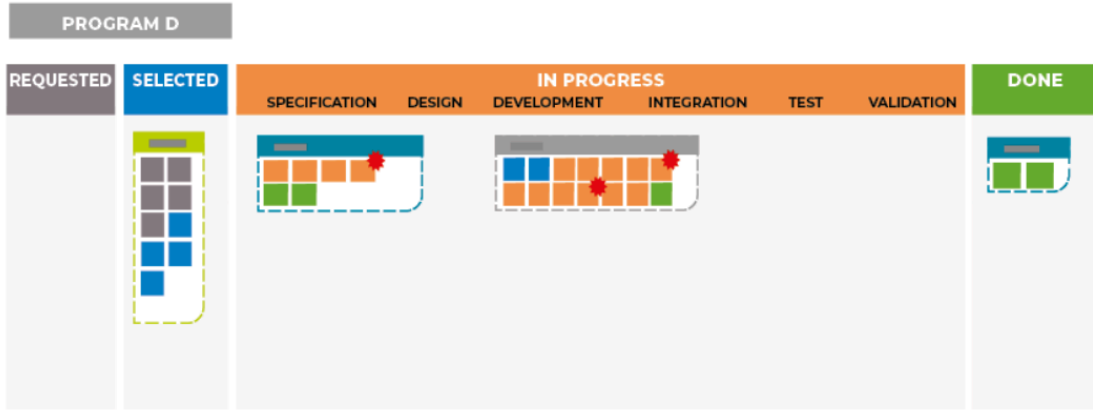 PROGRAM D
REQUESTED
SELECTED
IN PROGRESS
DONE
SPECIFICATION
DESIGN
DEVELOPMENT
INTEGRATION
TEST
VALIDATION